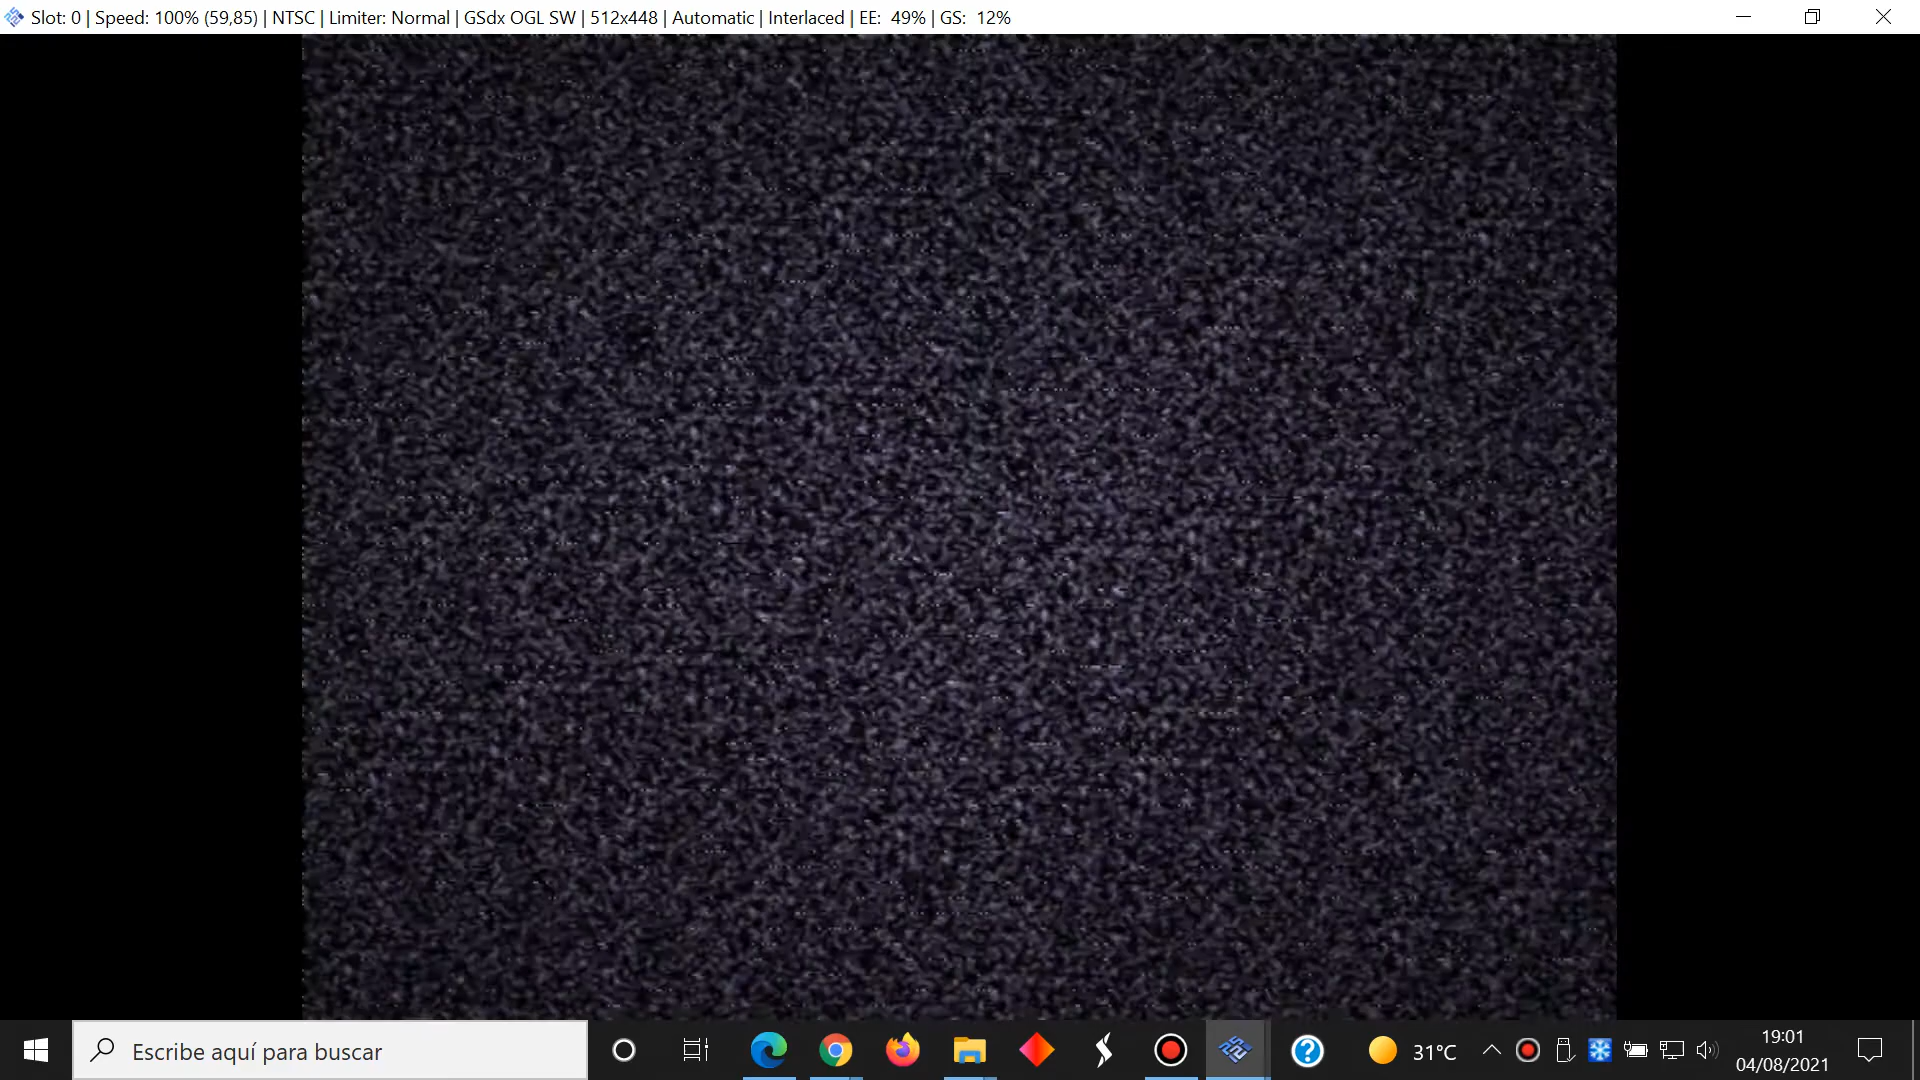 Slot: 0 | Speed: 100% (59,85) | NTSC | Limiter: Normal | GSdx OGL SW | 512x448 | Automatic | Interlaced | EE: 49% | GS: 12%
Escribe aquí para buscar
31°C
19:01
04/08/2021